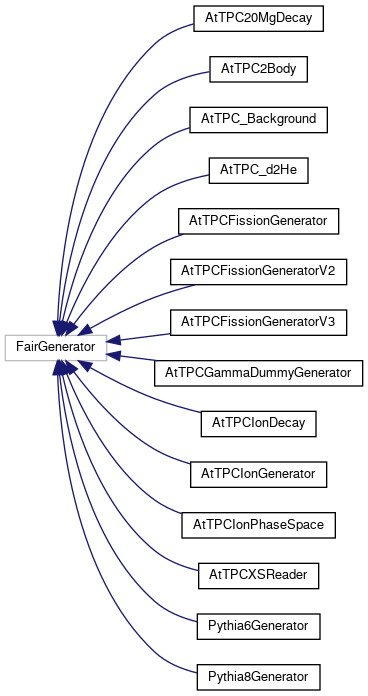 AtTPC20MgDecay
AtTPC2Body
AtTPC_Background
AtTPC_d2He
AtTPCFissionGenerator
AtTPCFissionGeneratorV2
AtTPCFissionGeneratorV3
FairGenerator
AtTPCGammaDummyGenerator
AtTPCIonDecay
AtTPCIonGenerator
AtTPCIonPhaseSpace
AtTPCXSReader
Pythia6Generator
Pythia8Generator